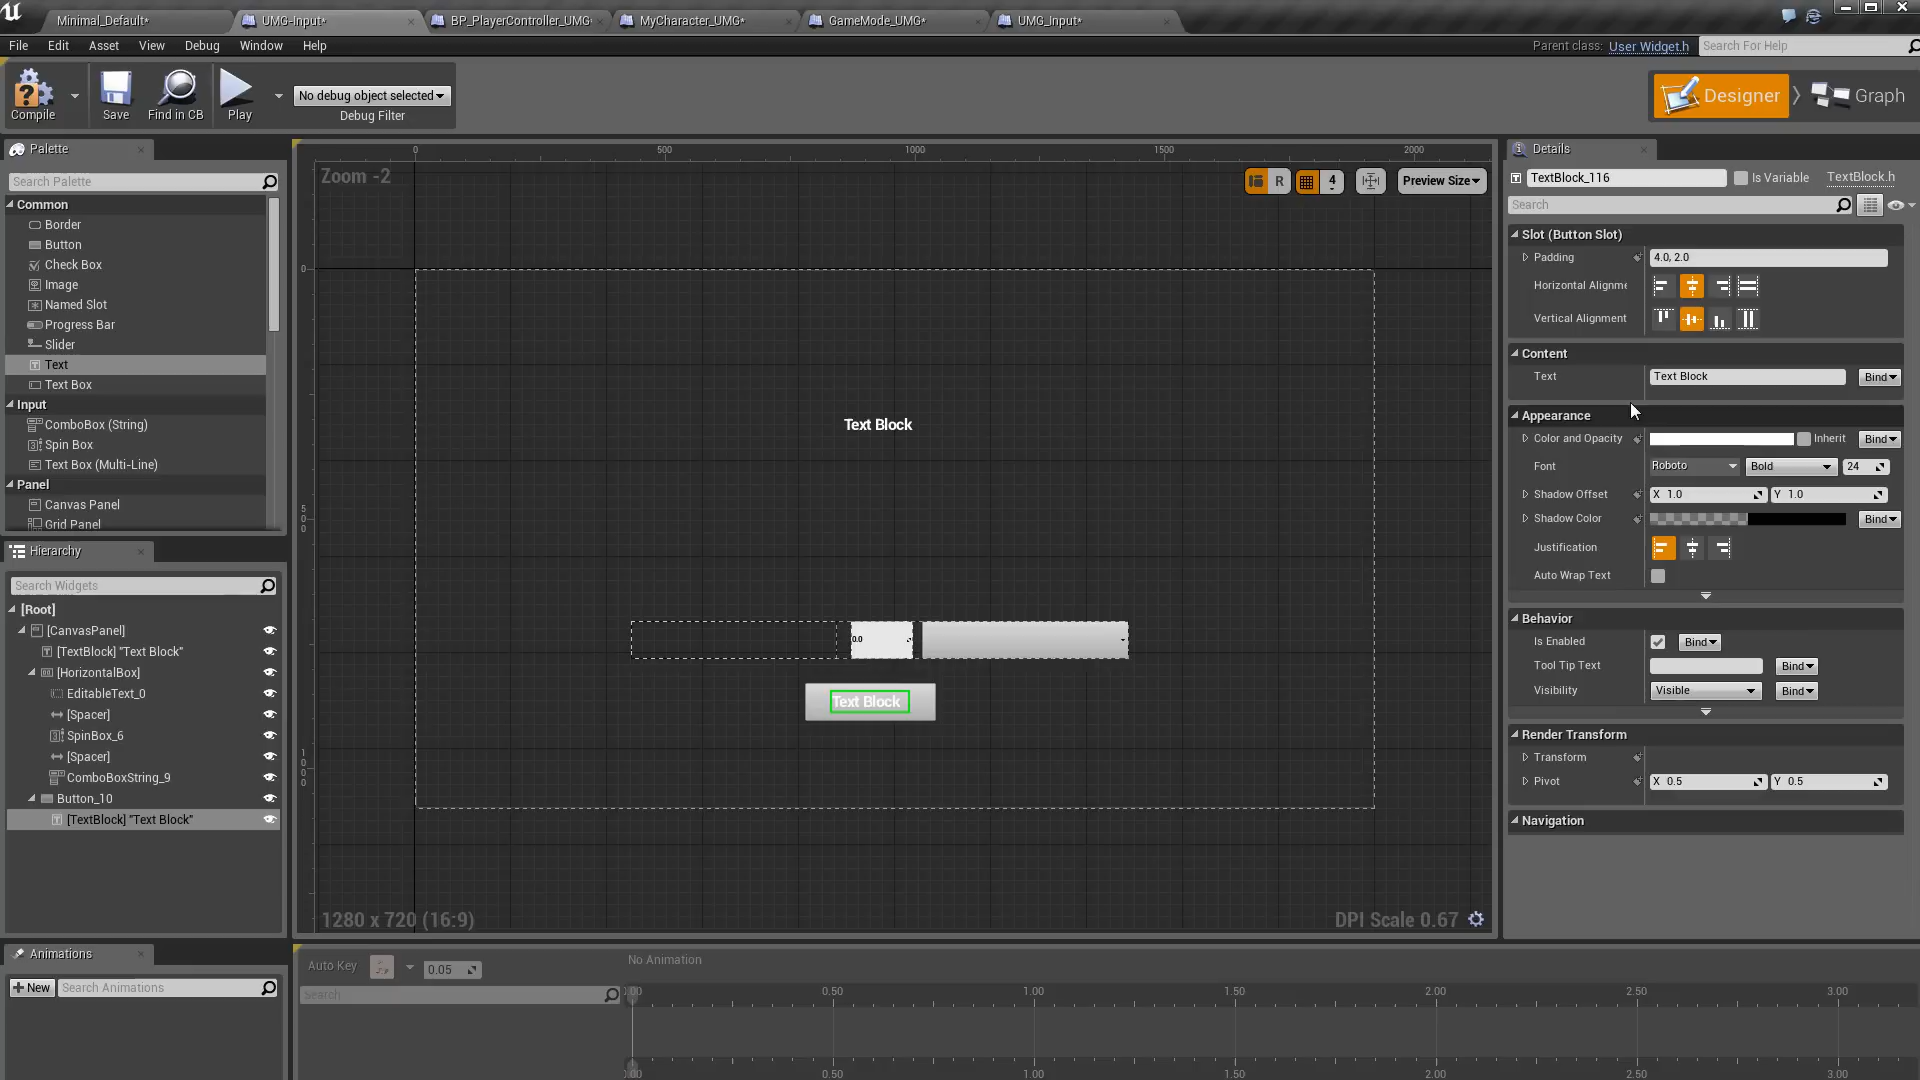 Minimal_Default*
UMG-Input*
BP_PlayerController_UMG
MyCharacter_UMG*
GameMode_UMG*
UMG_Input*
File Edit Asset View Debug Window Help
Parent class: User Widget.h
Search For Help
Compile
Save
Find in CB
Play
No debug object selected
Debug Filter
Designer
Graph
Palette
Search Palette
Common
Border
Button
Check Box
Image
Named Slot
Progress Bar
Slider
Text
Text Box
Input
ComboBox (String)
Spin Box
Text Box (Multi-Line)
Panel
Canvas Panel
Grid Panel
Hierarchy
Search Widgets
[Root]
[CanvasPanel]
[TextBlock] "Text Block"
[HorizontalBox]
EditableText_0
[Spacer]
SpinBox_6
[Spacer]
ComboBoxString_9
Button_10
[TextBlock] "Text Block"
Animations
New
Search Animations
0 500 1000 1500 2000
Zoom -2
R
4
Preview Size
0
500
1000
Text Block
0.0
Text Block
1280 x 720 (16:9)
DPI Scale 0.67
Auto Key
0.05
No Animation
Search
0.00 0.50 1.00 1.50 2.00 2.50 3.00
0.00 0.50 1.00 1.50 2.00 2.50 3.00
Details
TextBlock_116
Is Variable
TextBlock.h
Search
Slot (Button Slot)
Padding 4.0, 2.0
Horizontal Alignme
Vertical Alignment
Content
Text Text Block Bind
Appearance
Color and Opacity Inherit Bind
Font Roboto Bold 24
Shadow Offset X 1.0 Y 1.0
Shadow Color Bind
Justification
Auto Wrap Text
Behavior
Is Enabled Bind
Tool Tip Text Bind
Visibility Visible Bind
Render Transform
Transform
Pivot X 0.5 Y 0.5
Navigation